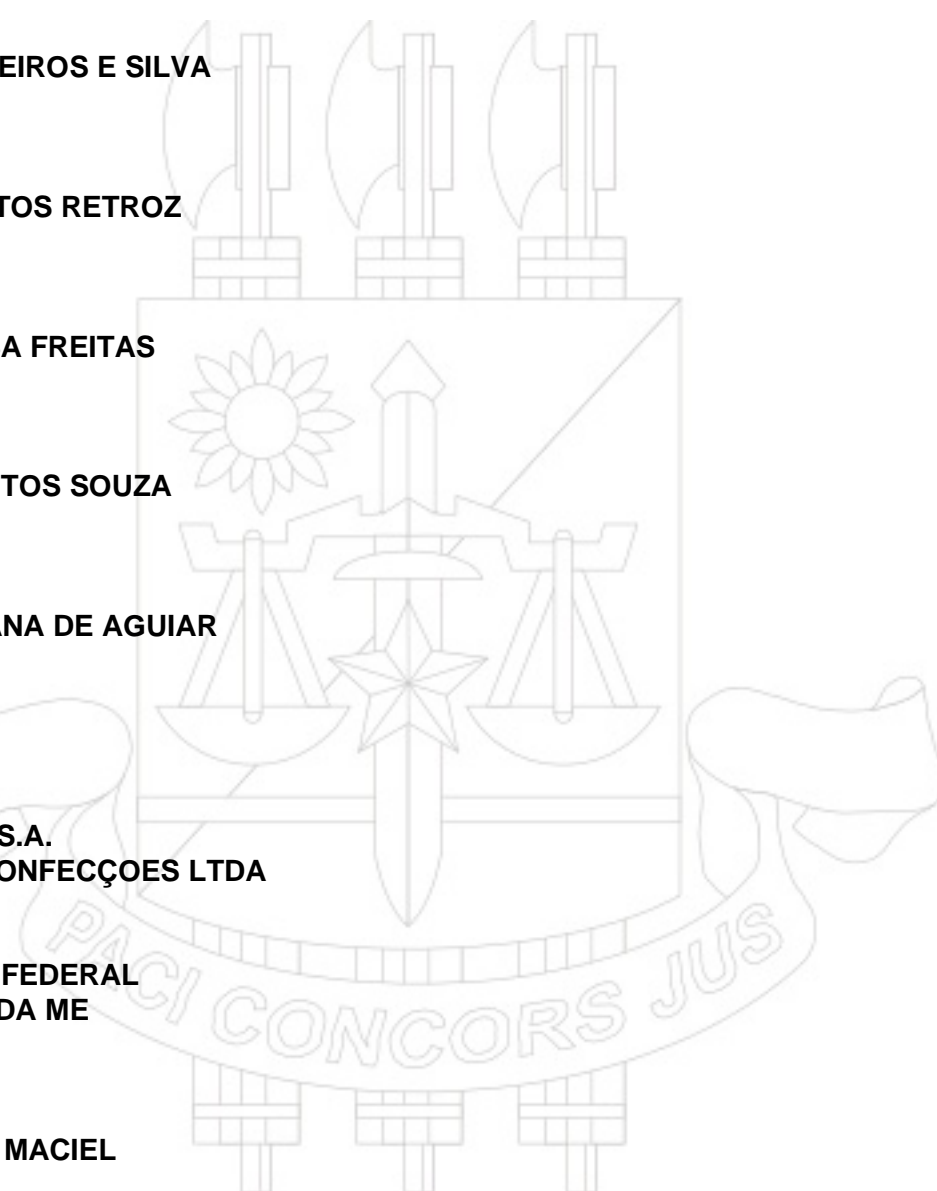 EIROS E SILVA
TOS RETROZ
A FREITAS
TOS SOUZA
ANA DE AGUIAR
S.A.
ONFECÇOES LTDA
FEDERAL
DA ME
MACIEL
PACI CONCORS JUS